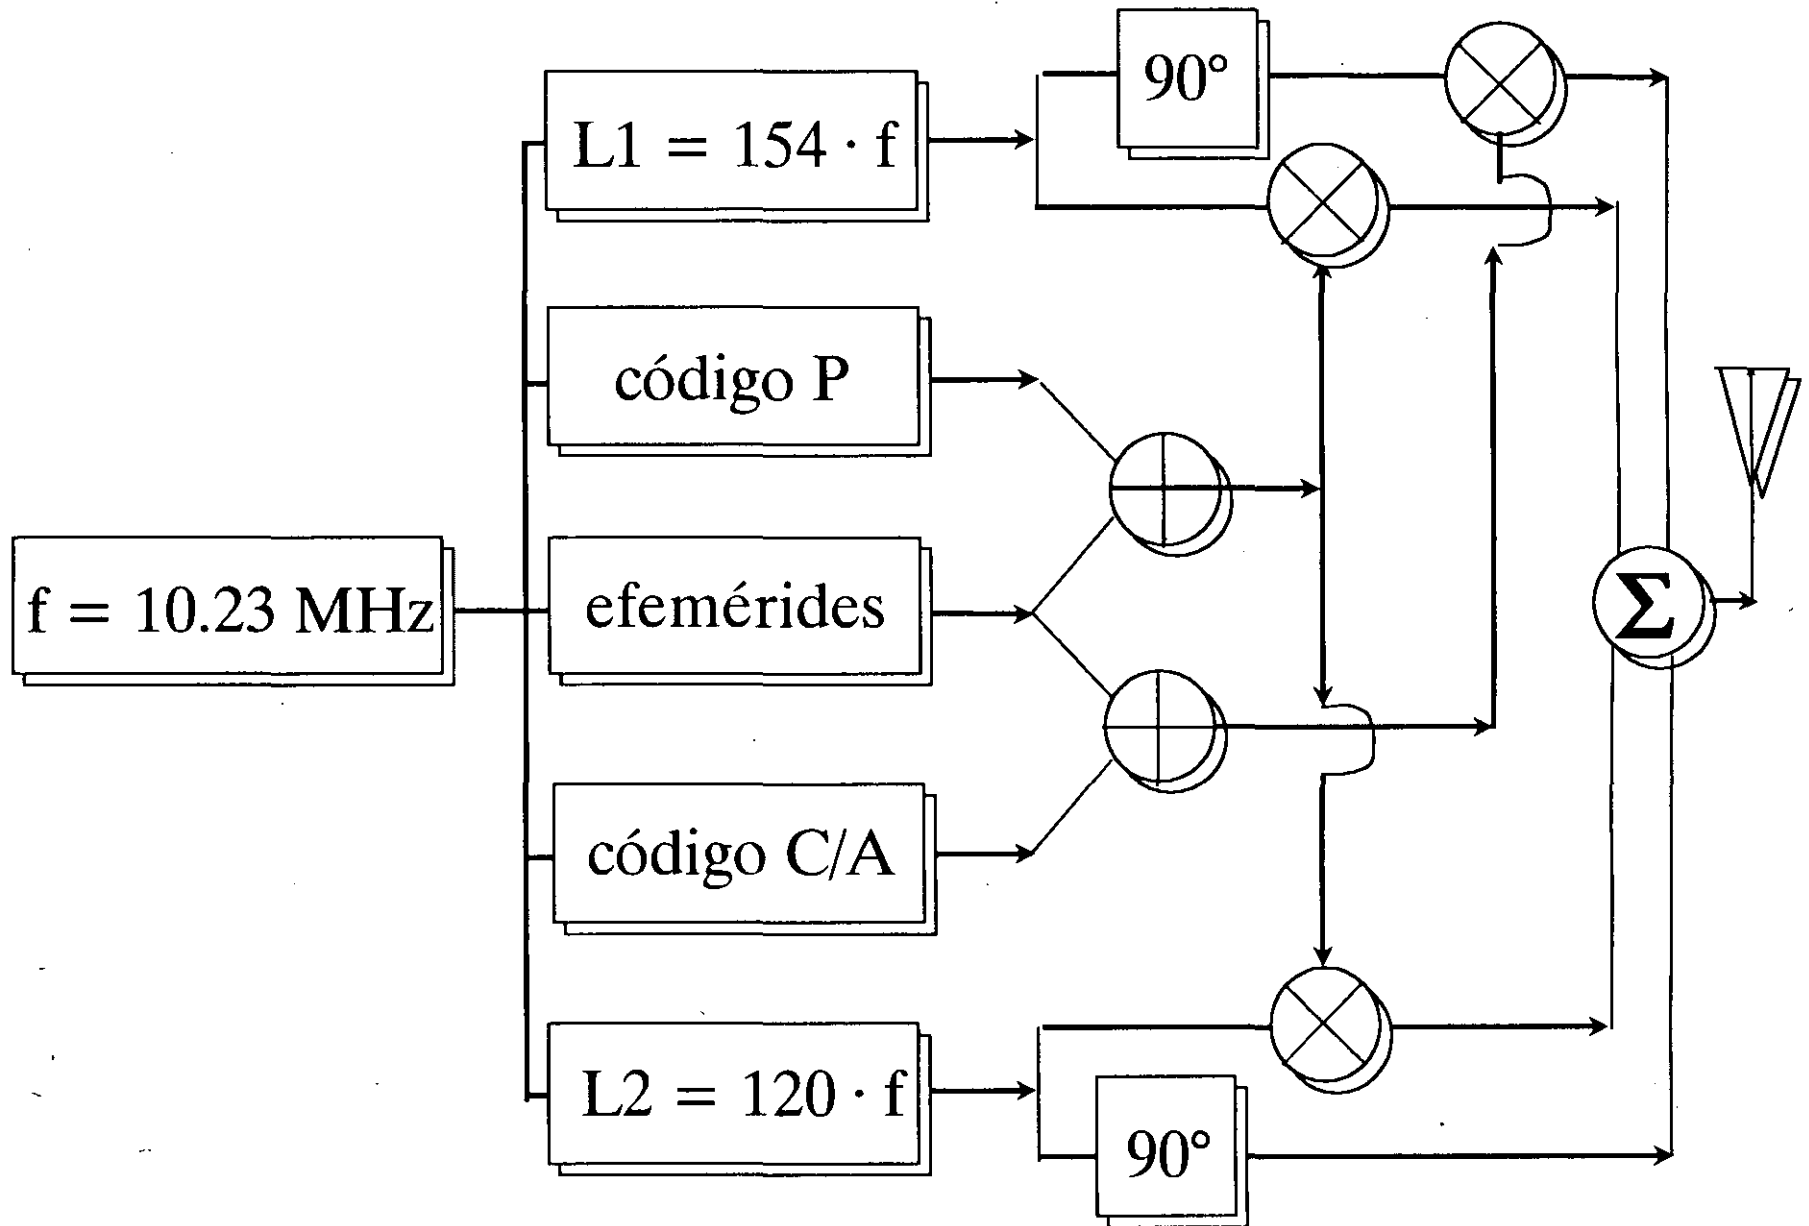 90°
L1 = 154 · f
código P
f = 10.23 MHz
efemérides
Σ
código C/A
L2 = 120 · f
90°